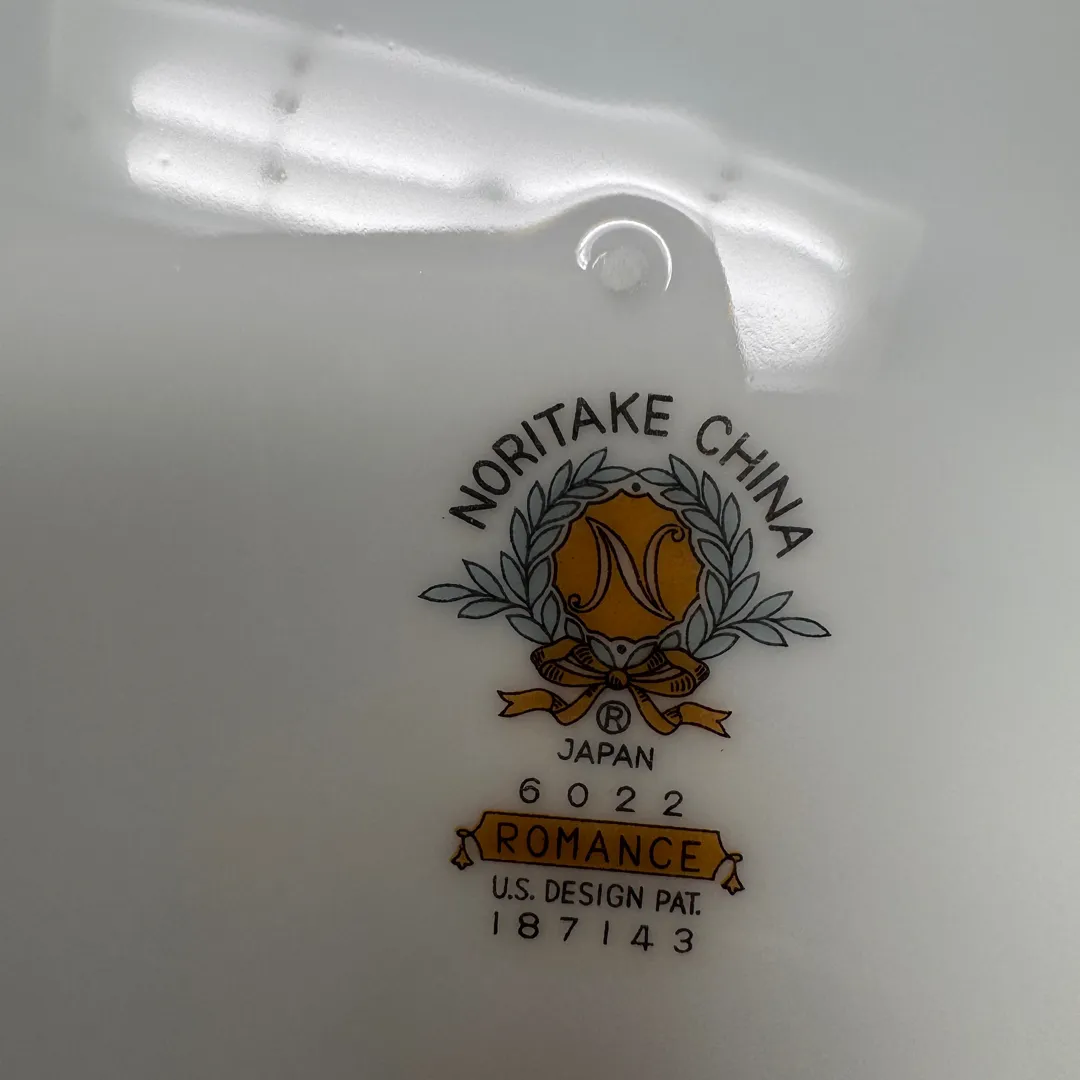 NORITAKE CHINA
N
®
JAPAN
6022
ROMANCE
U.S. DESIGN PAT.
187143